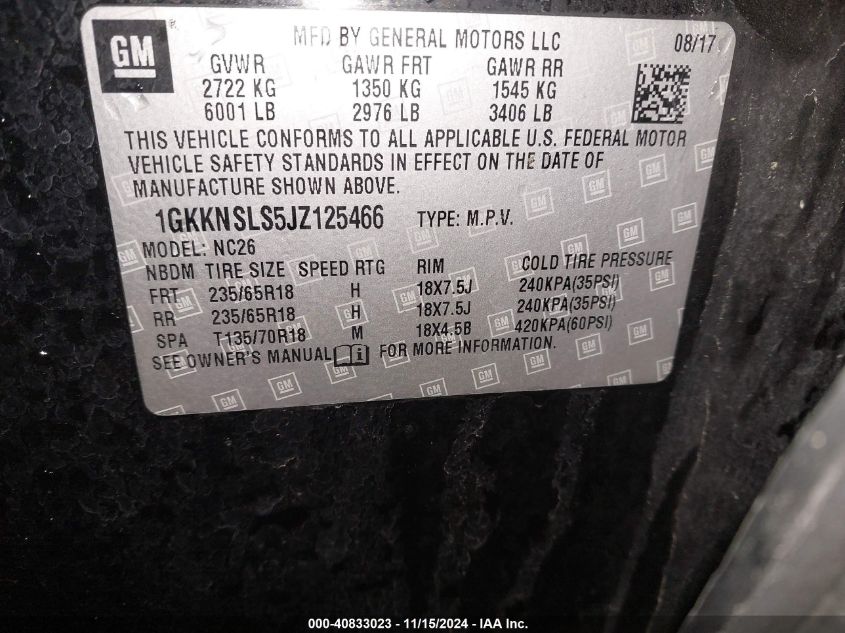 GM
MFD BY GENERAL MOTORS LLC 08/17
GVWR GAWR FRT GAWR RR
2722 KG 1350 KG 1545 KG
6001 LB 2976 LB 3406 LB
THIS VEHICLE CONFORMS TO ALL APPLICABLE U.S. FEDERAL MOTOR
VEHICLE SAFETY STANDARDS IN EFFECT ON THE DATE OF
MANUFACTURE SHOWN ABOVE.
1GKKNSLS5JZ125466 TYPE: M.P.V.
MODEL: NC26
NBDM TIRE SIZE SPEED RTG RIM COLD TIRE PRESSURE
FRT 235/65R18 H 18X7.5J 240KPA(35PSI)
RR 235/65R18 H 18X7.5J 240KPA(35PSI)
SPA T135/70R18 M 18X4.5B 420KPA(60PSI)
SEE OWNER'S MANUAL FOR MORE INFORMATION.
000-40833023 - 11/15/2024 - IAA Inc.